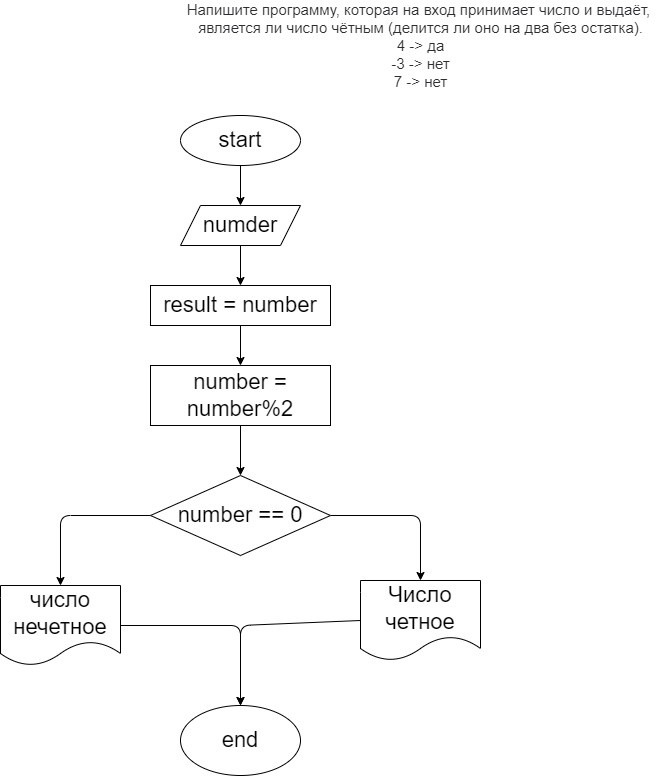 Напишите программу, которая на вход принимает число и выдаёт,
является ли число чётным (делится ли оно на два без остатка).
4 -> да
-3 -> нет
7 -> нет
start
numder
result = number
number =
number%2
number == 0
число
нечетное
Число
четное
end